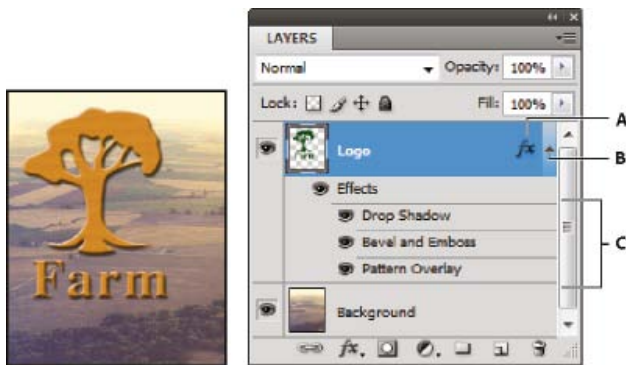 LAYERS
Normal Opacity: 100%
Lock: Fill: 100%
A
Logo fx
B
Effects
Drop Shadow
C
Bevel and Emboss
Pattern Overlay
Farm
Background
fx.